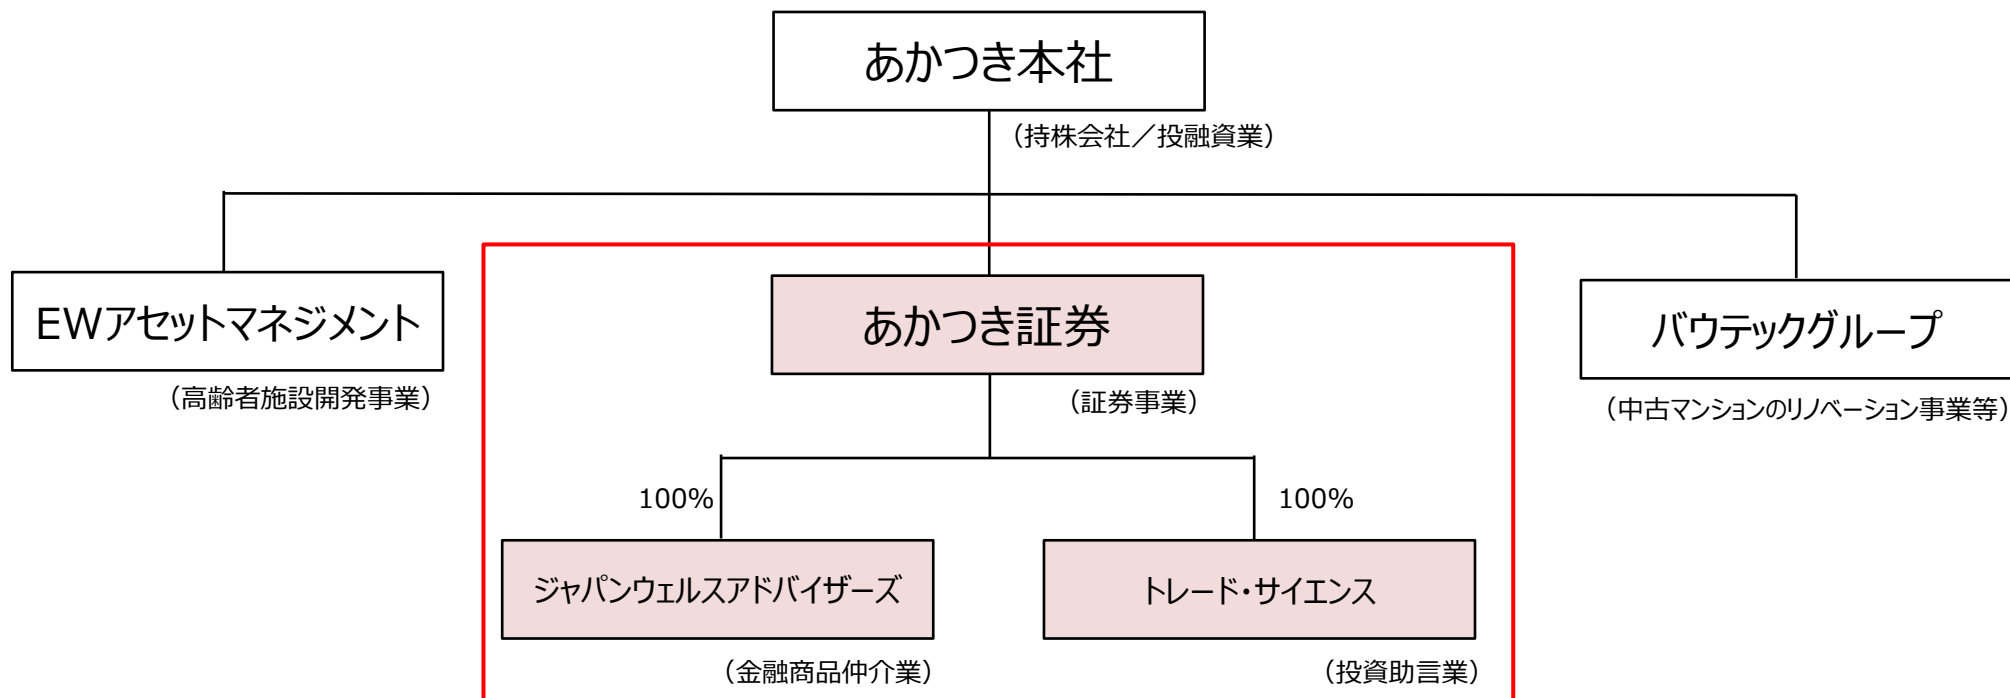 あかつき本社
（持株会社／投融資業）
EWアセットマネジメント
（高齢者施設開発事業）
あかつき証券
（証券事業）
バウテックグループ
（中古マンションのリノベーション事業等）
100%
100%
ジャパンウェルスアドバイザーズ
（金融商品仲介業）
トレード・サイエンス
（投資助言業）